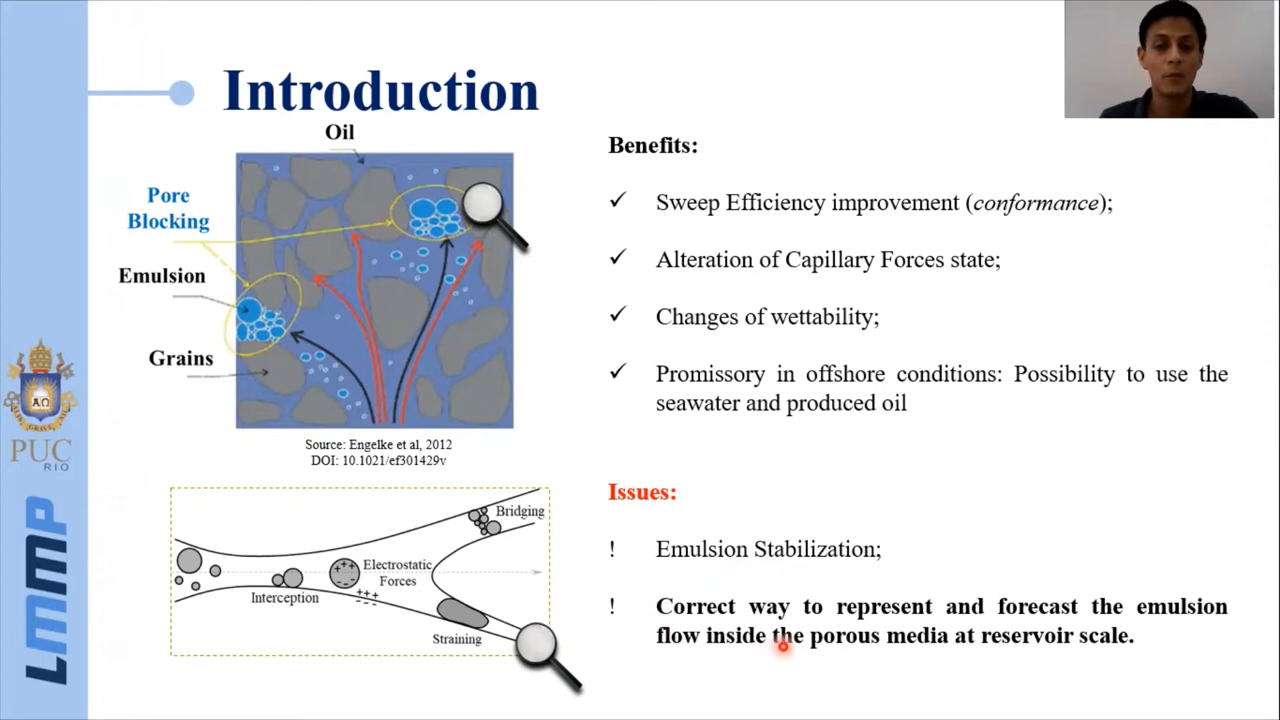 Introduction
Oil
Pore
Blocking
Emulsion
Grains
Source: Engelke et al, 2012
DOI: 10.1021/ef301429v
Bridging
Electrostatic
Forces
+++
---
+++
---
Interception
Straining
Benefits:
✓ Sweep Efficiency improvement (conformance);
✓ Alteration of Capillary Forces state;
✓ Changes of wettability;
✓ Promissory in offshore conditions: Possibility to use the
seawater and produced oil
Issues:
! Emulsion Stabilization;
! Correct way to represent and forecast the emulsion
flow inside the porous media at reservoir scale.
ΑΩ
PUC
RIO
LMMP